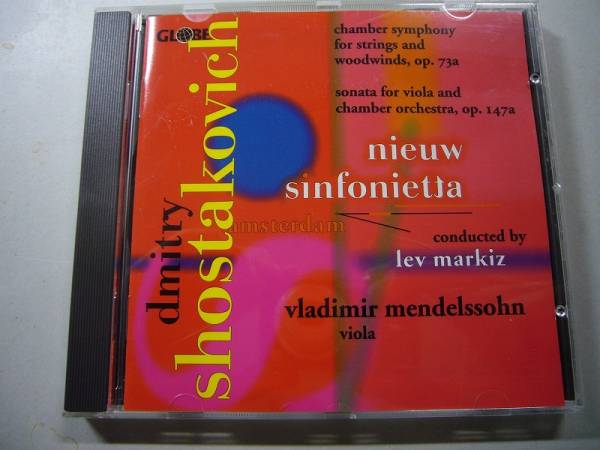 GLOBE
dmitry
shostakovich
chamber symphony
for strings and
woodwinds, op. 73a
sonata for viola and
chamber orchestra, op. 147a
nieuw
sinfonietta
amsterdam
conducted by
lev markiz
vladimir mendelssohn
viola